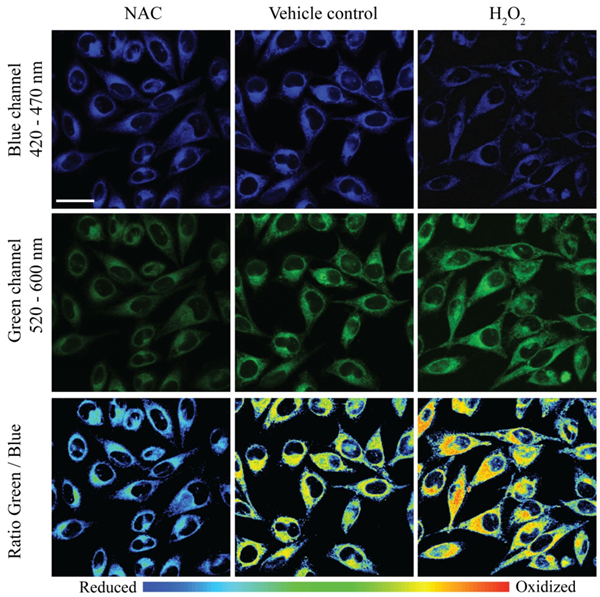 NAC
Vehicle control
H₂O₂
Blue channel
420 - 470 nm
Green channel
520 - 600 nm
Ratio Green / Blue
Reduced
Oxidized